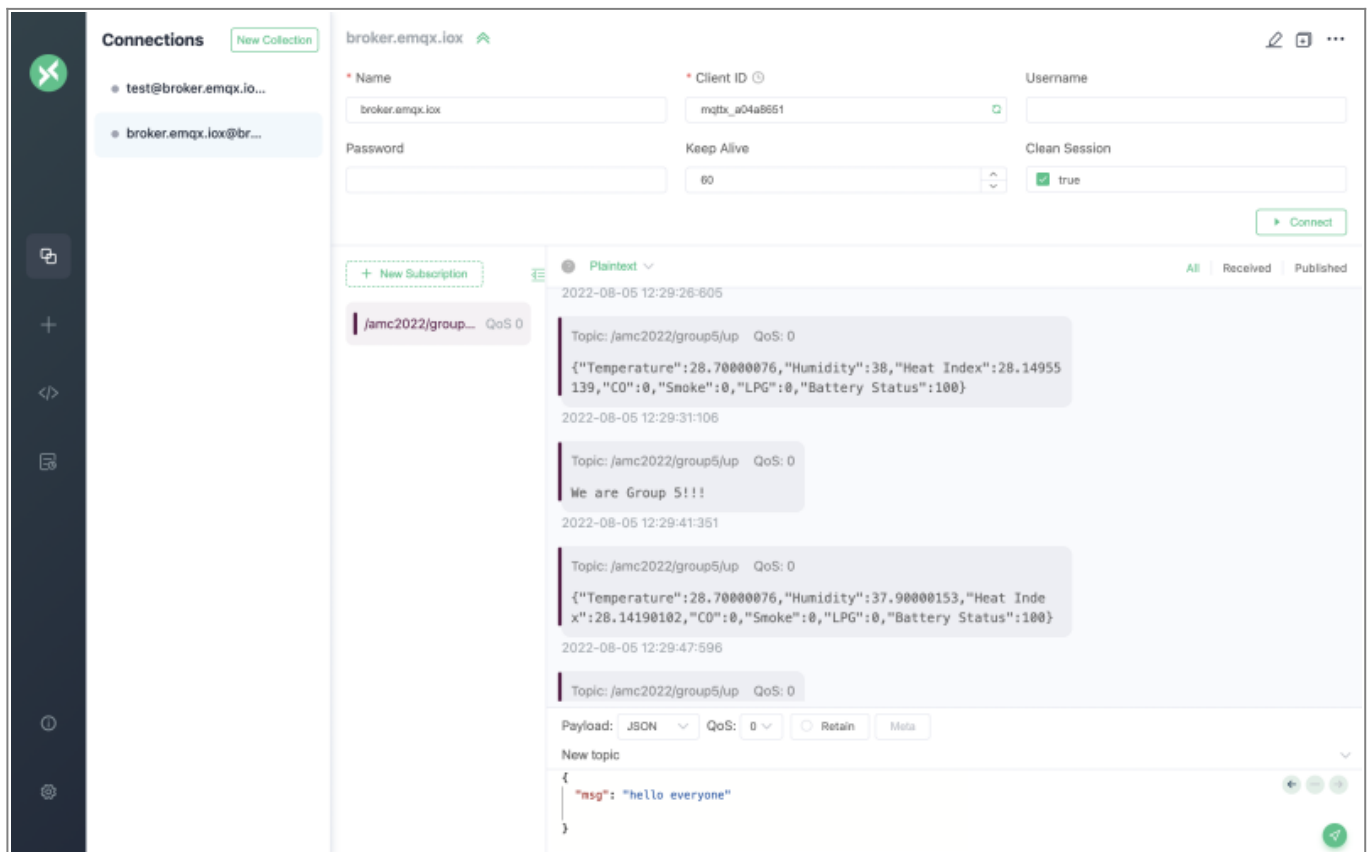 Connections
New Collection
test@broker.emqx.io...
broker.emqx.iox@br...
broker.emqx.iox
* Name
broker.emqx.iox
* Client ID
mqttx_a04a8651
Username
Password
Keep Alive
60
Clean Session
true
Connect
+ New Subscription
/amc2022/group... QoS 0
Plaintext
All Received Published
2022-08-05 12:29:26:605
Topic: /amc2022/group5/up QoS: 0
{"Temperature":28.70000076,"Humidity":38,"Heat Index":28.14955
139,"CO":0,"Smoke":0,"LPG":0,"Battery Status":100}
2022-08-05 12:29:31:106
Topic: /amc2022/group5/up QoS: 0
We are Group 5!!!
2022-08-05 12:29:41:351
Topic: /amc2022/group5/up QoS: 0
{"Temperature":28.70000076,"Humidity":37.90000153,"Heat Inde
x":28.14190102,"CO":0,"Smoke":0,"LPG":0,"Battery Status":100}
2022-08-05 12:29:47:596
Topic: /amc2022/group5/up QoS: 0
Payload: JSON QoS: 0 Retain Meta
New topic
{
"msg": "hello everyone"
}